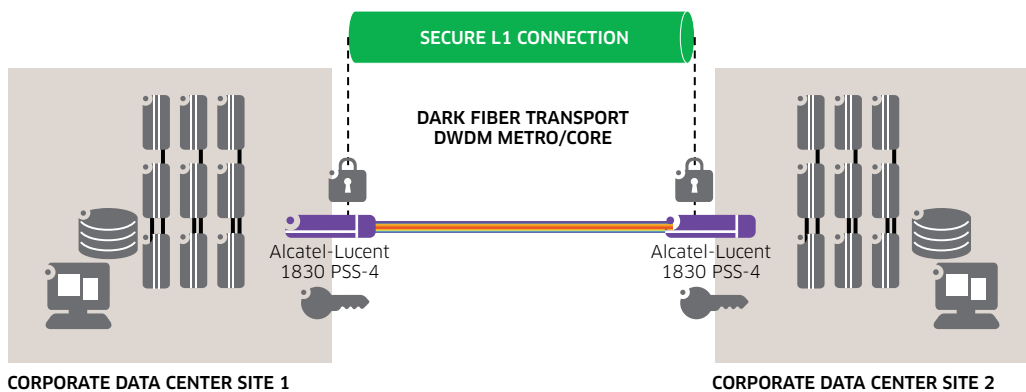 SECURE L1 CONNECTION
DARK FIBER TRANSPORT
DWDM METRO/CORE
Alcatel-Lucent
1830 PSS-4
Alcatel-Lucent
1830 PSS-4
CORPORATE DATA CENTER SITE 1
CORPORATE DATA CENTER SITE 2